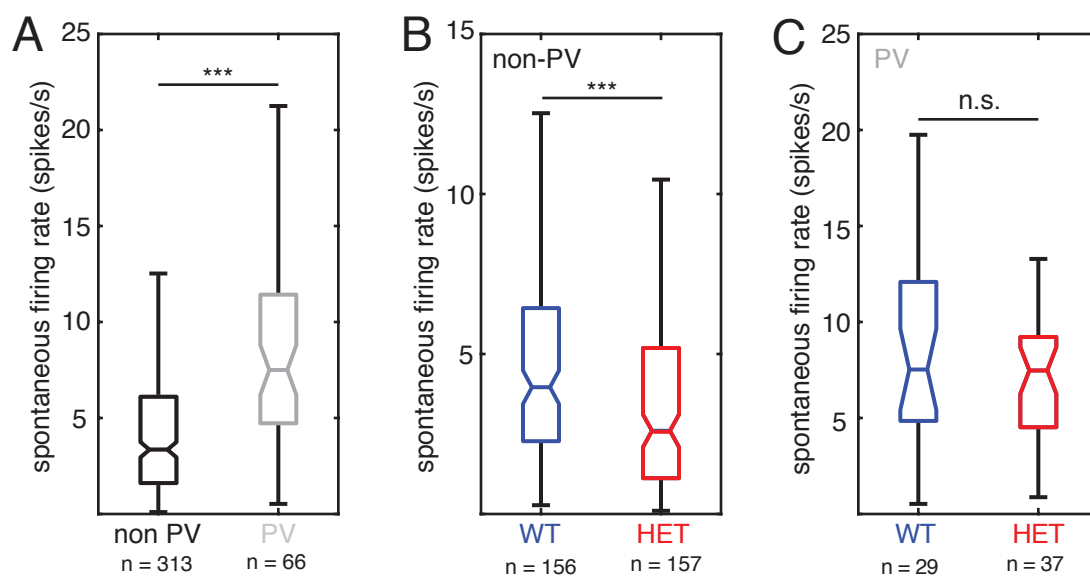 A
spontaneous firing rate (spikes/s)
25
20
15
10
5
***
non PV
PV
n = 313
n = 66
B
spontaneous firing rate (spikes/s)
15
10
5
non-PV
***
WT
HET
n = 156
n = 157
C
spontaneous firing rate (spikes/s)
25
20
15
10
5
PV
n.s.
WT
HET
n = 29
n = 37